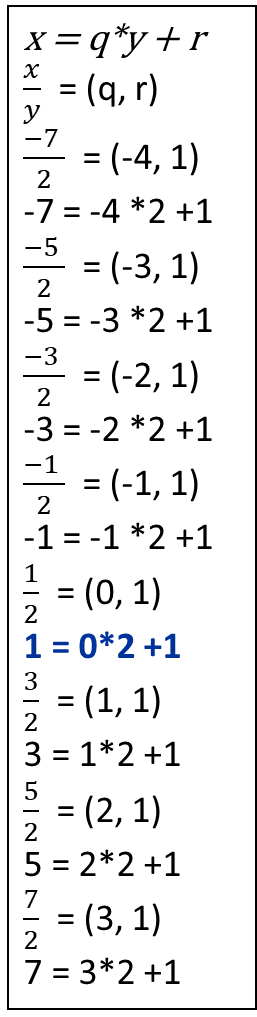 x = q*y + r
x/y = (q, r)
-7/2 = (-4, 1)
-7 = -4 *2 +1
-5/2 = (-3, 1)
-5 = -3 *2 +1
-3/2 = (-2, 1)
-3 = -2 *2 +1
-1/2 = (-1, 1)
-1 = -1 *2 +1
1/2 = (0, 1)
1 = 0*2 +1
3/2 = (1, 1)
3 = 1*2 +1
5/2 = (2, 1)
5 = 2*2 +1
7/2 = (3, 1)
7 = 3*2 +1